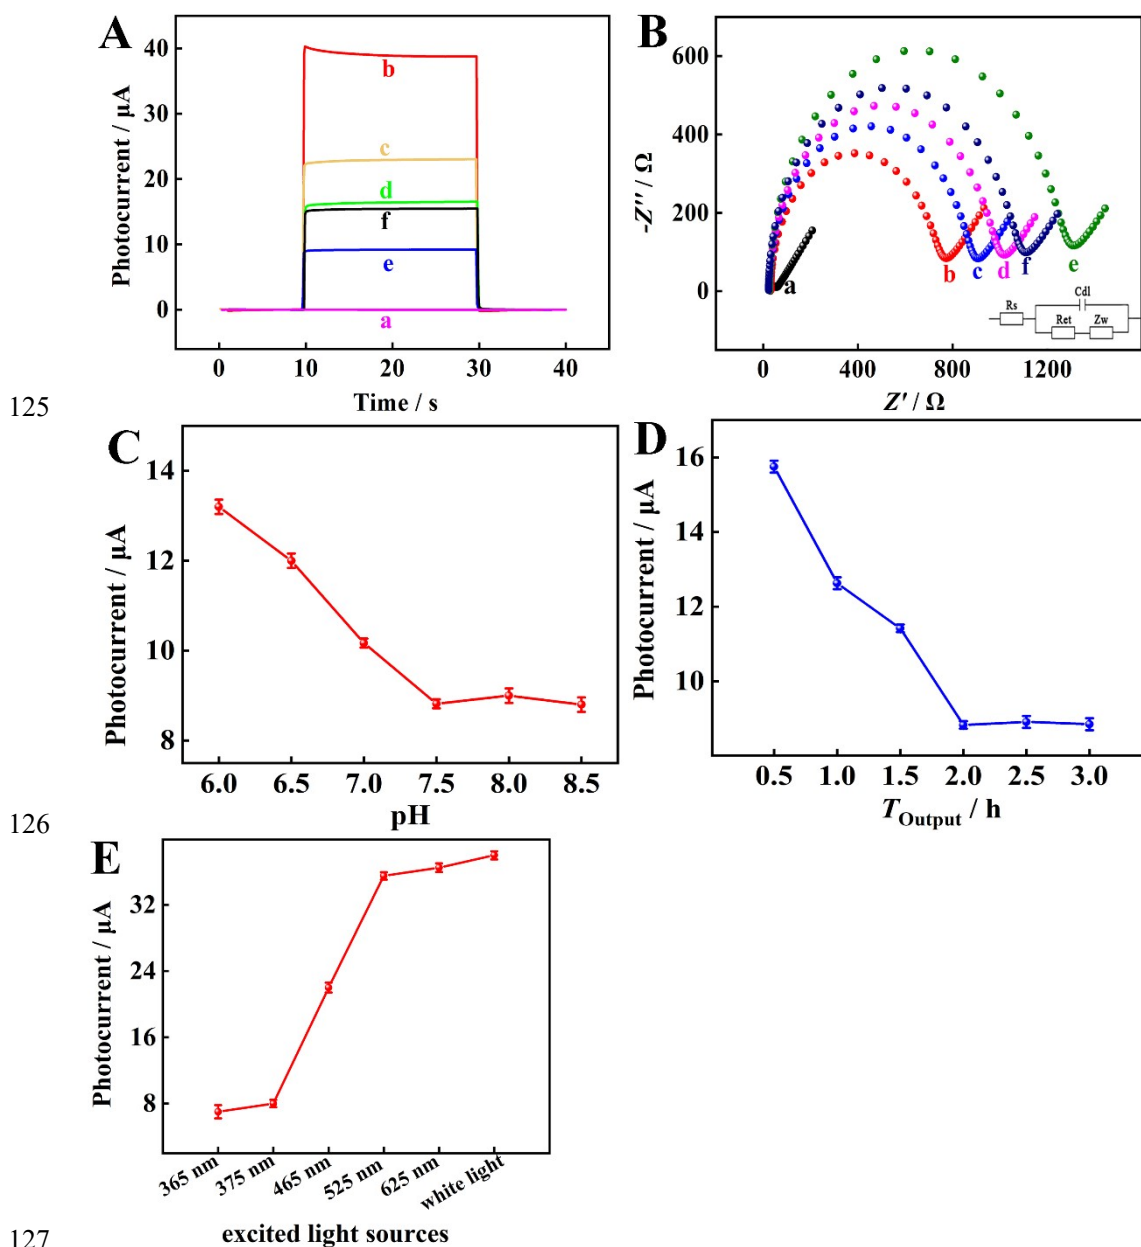 A
Photocurrent / μA
40
30
20
10
0
b
c
d
f
e
a
0 10 20 30 40
Time / s
B
-Z'' / Ω
600
400
200
0
a
b c d f e
Rs
Cdl
Ret Zw
0 400 800 1200
Z' / Ω
125
C
Photocurrent / μA
14
12
10
8
6.0 6.5 7.0 7.5 8.0 8.5
pH
D
Photocurrent / μA
16
14
12
10
0.5 1.0 1.5 2.0 2.5 3.0
TOutput / h
126
E
Photocurrent / μA
32
24
16
8
365 nm
375 nm
465 nm
525 nm
625 nm
white light
excited light sources
127